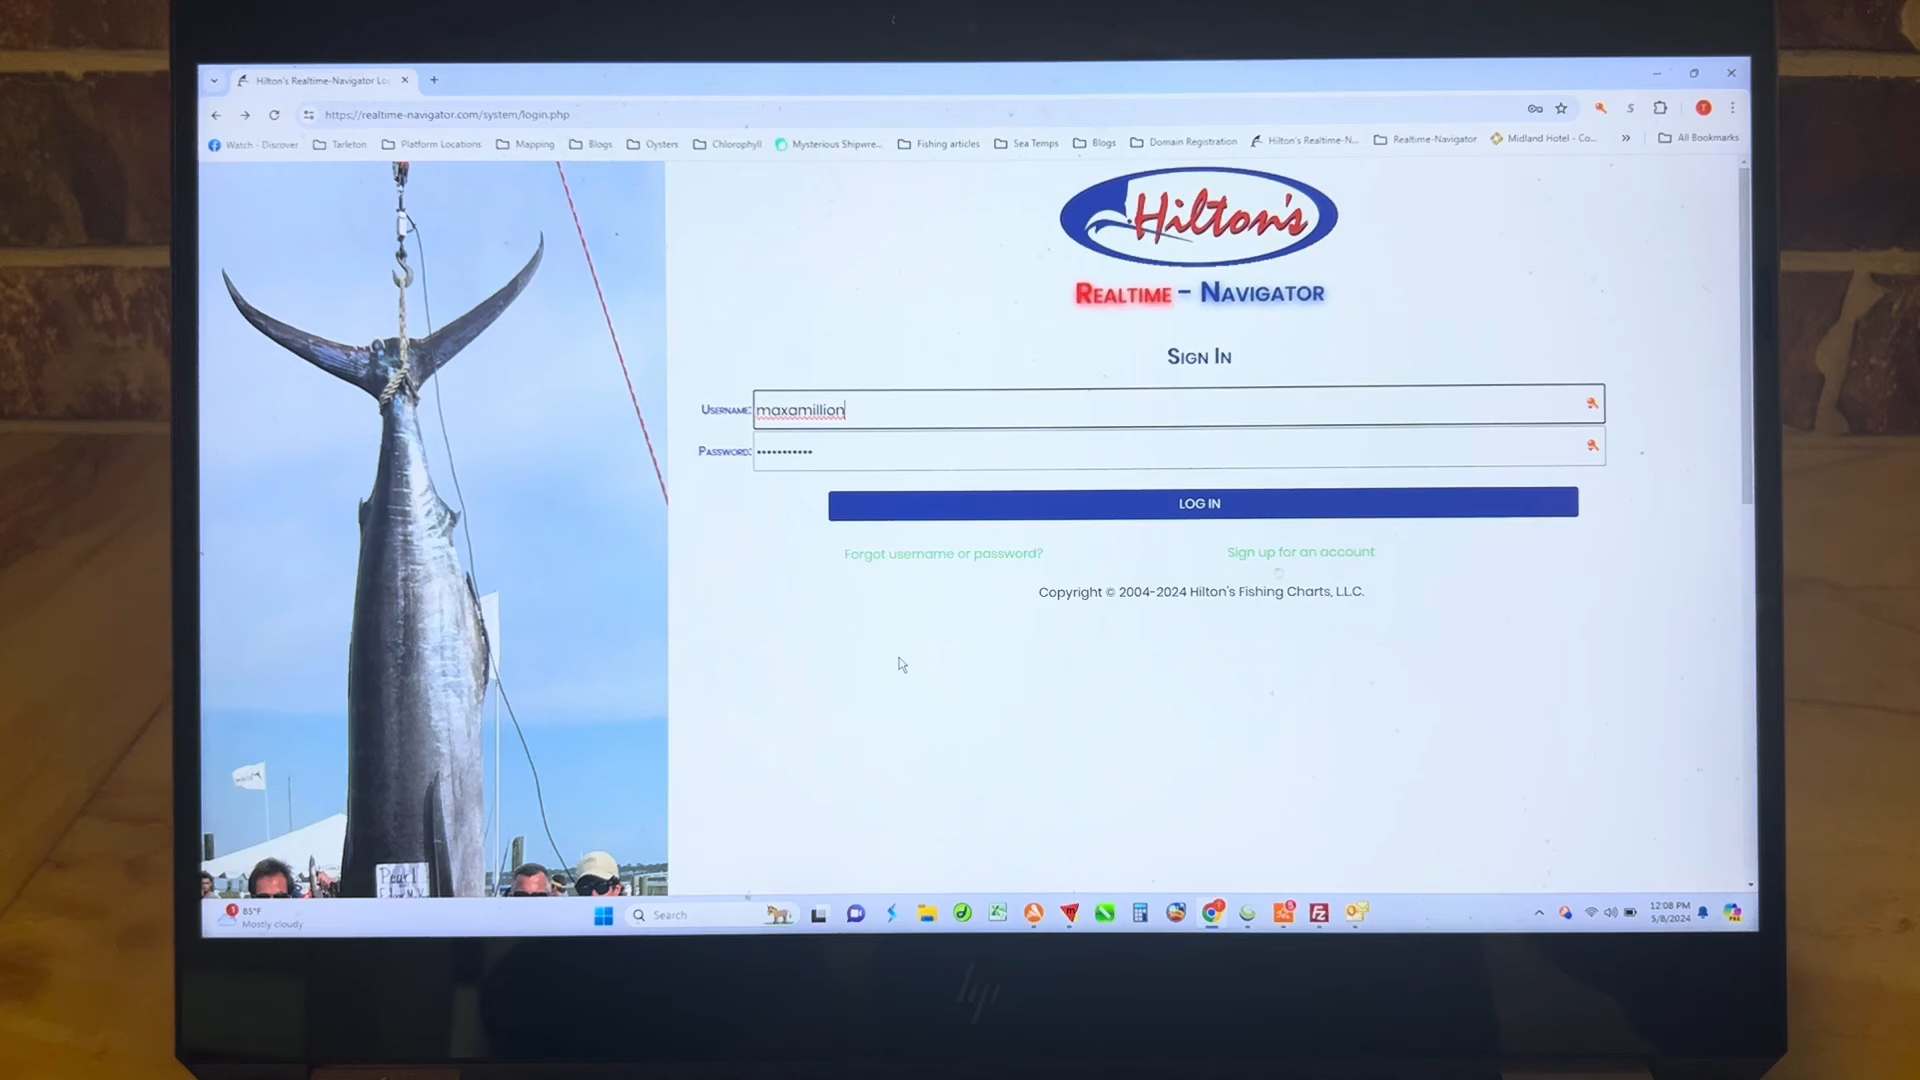 Hilton's Realtime-Navigator Lo
https://realtime-navigator.com/system/login.php
Watch - Discover
Tarleton
Platform Locations
Mapping
Blogs
Oysters
Chlorophyll
Mysterious Shipwre...
Fishing articles
Sea Temps
Blogs
Domain Registration
Hilton's Realtime-N...
Realtime-Navigator
Midland Hotel - Co...
All Bookmarks
Hilton's
Realtime - Navigator
Sign In
Username: maxamillion
Password: •••••••••••
LOG IN
Forgot username or password? Sign up for an account
Copyright © 2004-2024 Hilton's Fishing Charts, L.L.C.
Pearl
85°F
Mostly cloudy
Search
12:08 PM
5/8/2024
hp